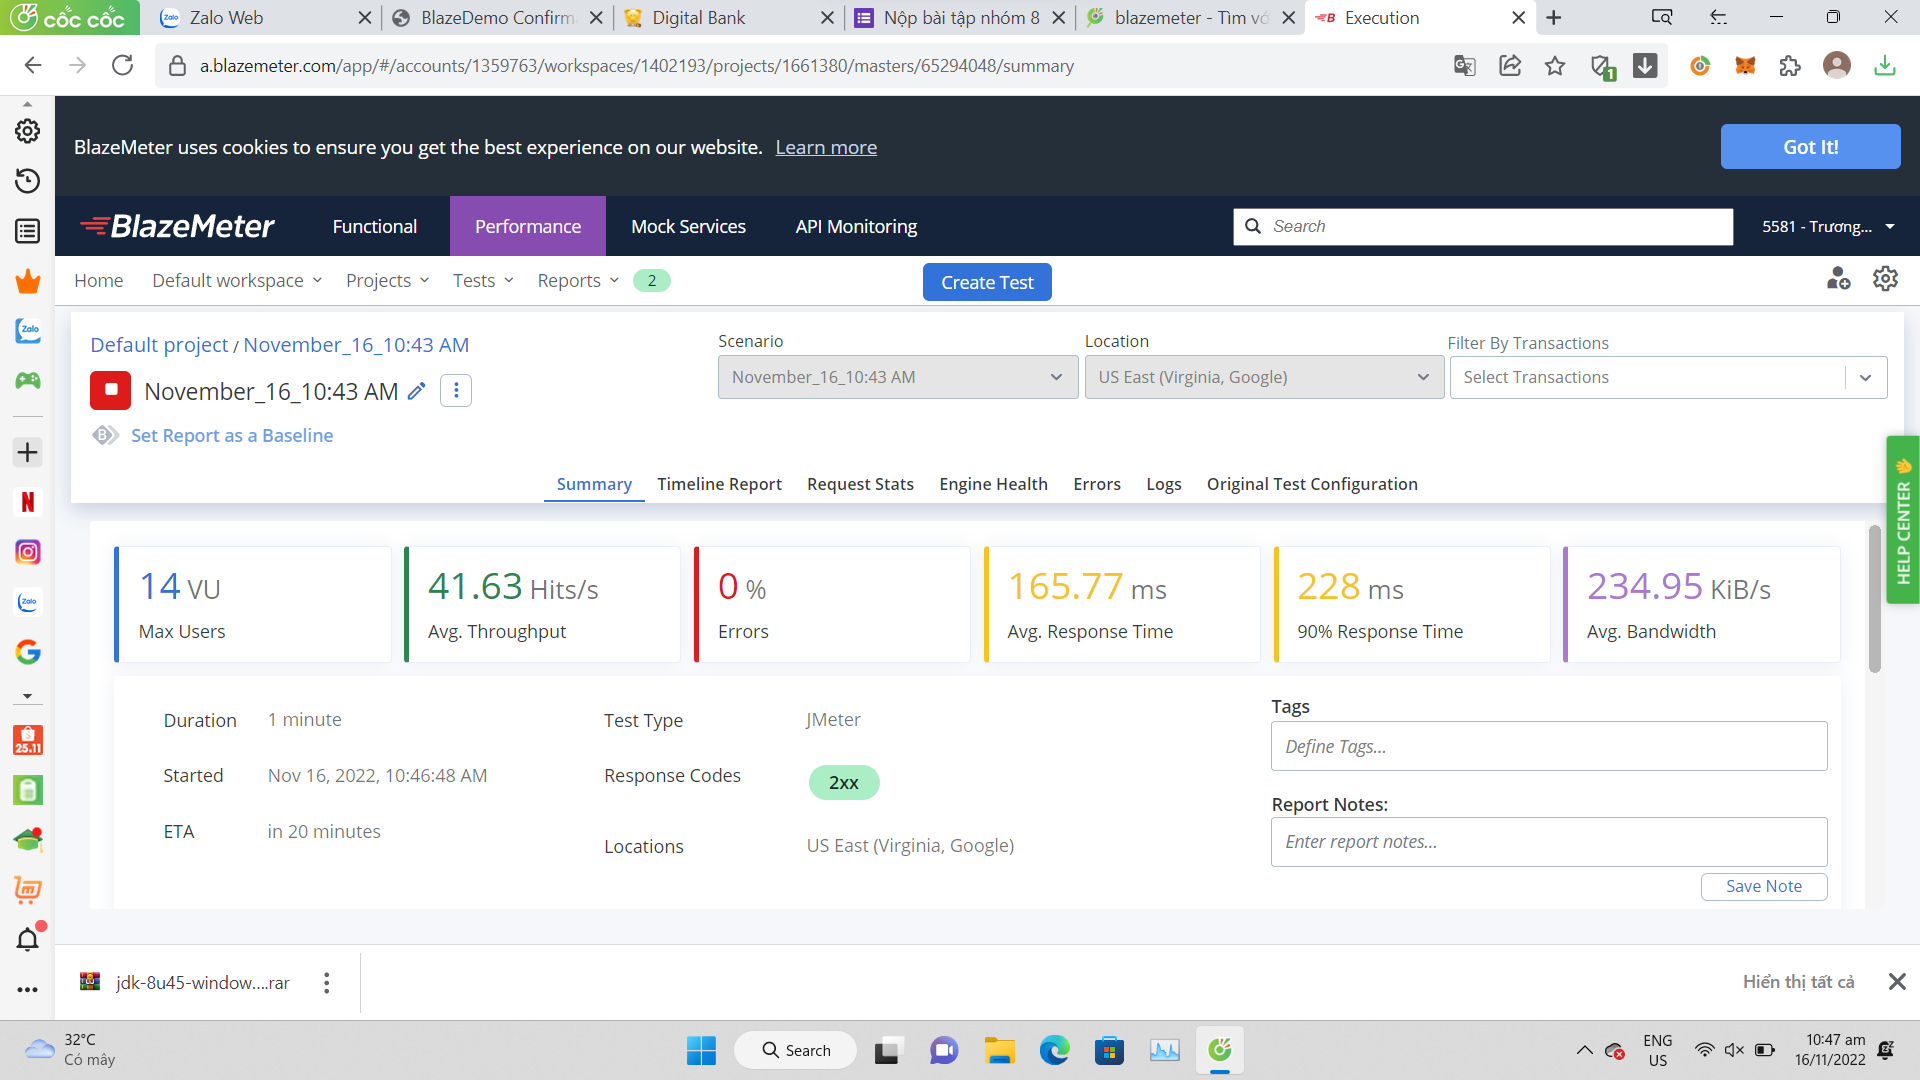 cốc cốc
Zalo Web
BlazeDemo Confirm
Digital Bank
Nộp bài tập nhóm 8
blazemeter - Tìm vớ
Execution
a.blazemeter.com/app/#/accounts/1359763/workspaces/1402193/projects/1661380/masters/65294048/summary
BlazeMeter uses cookies to ensure you get the best experience on our website. Learn more
Got It!
BlazeMeter
Functional
Performance
Mock Services
API Monitoring
Search
5581 - Trương...
Home
Default workspace
Projects
Tests
Reports
2
Create Test
Default project / November_16_10:43 AM
November_16_10:43 AM
Set Report as a Baseline
Scenario
November_16_10:43 AM
Location
US East (Virginia, Google)
Filter By Transactions
Select Transactions
Summary
Timeline Report
Request Stats
Engine Health
Errors
Logs
Original Test Configuration
HELP CENTER
14 VU
Max Users
41.63 Hits/s
Avg. Throughput
0 %
Errors
165.77 ms
Avg. Response Time
228 ms
90% Response Time
234.95 KiB/s
Avg. Bandwidth
Duration
1 minute
Started
Nov 16, 2022, 10:46:48 AM
ETA
in 20 minutes
Test Type
JMeter
Response Codes
2xx
Locations
US East (Virginia, Google)
Tags
Define Tags...
Report Notes:
Enter report notes...
Save Note
Zalo
N
Zalo
25.11
jdk-8u45-window....rar
Hiển thị tất cả
32°C
Có mây
Search
ENG
US
10:47 am
16/11/2022